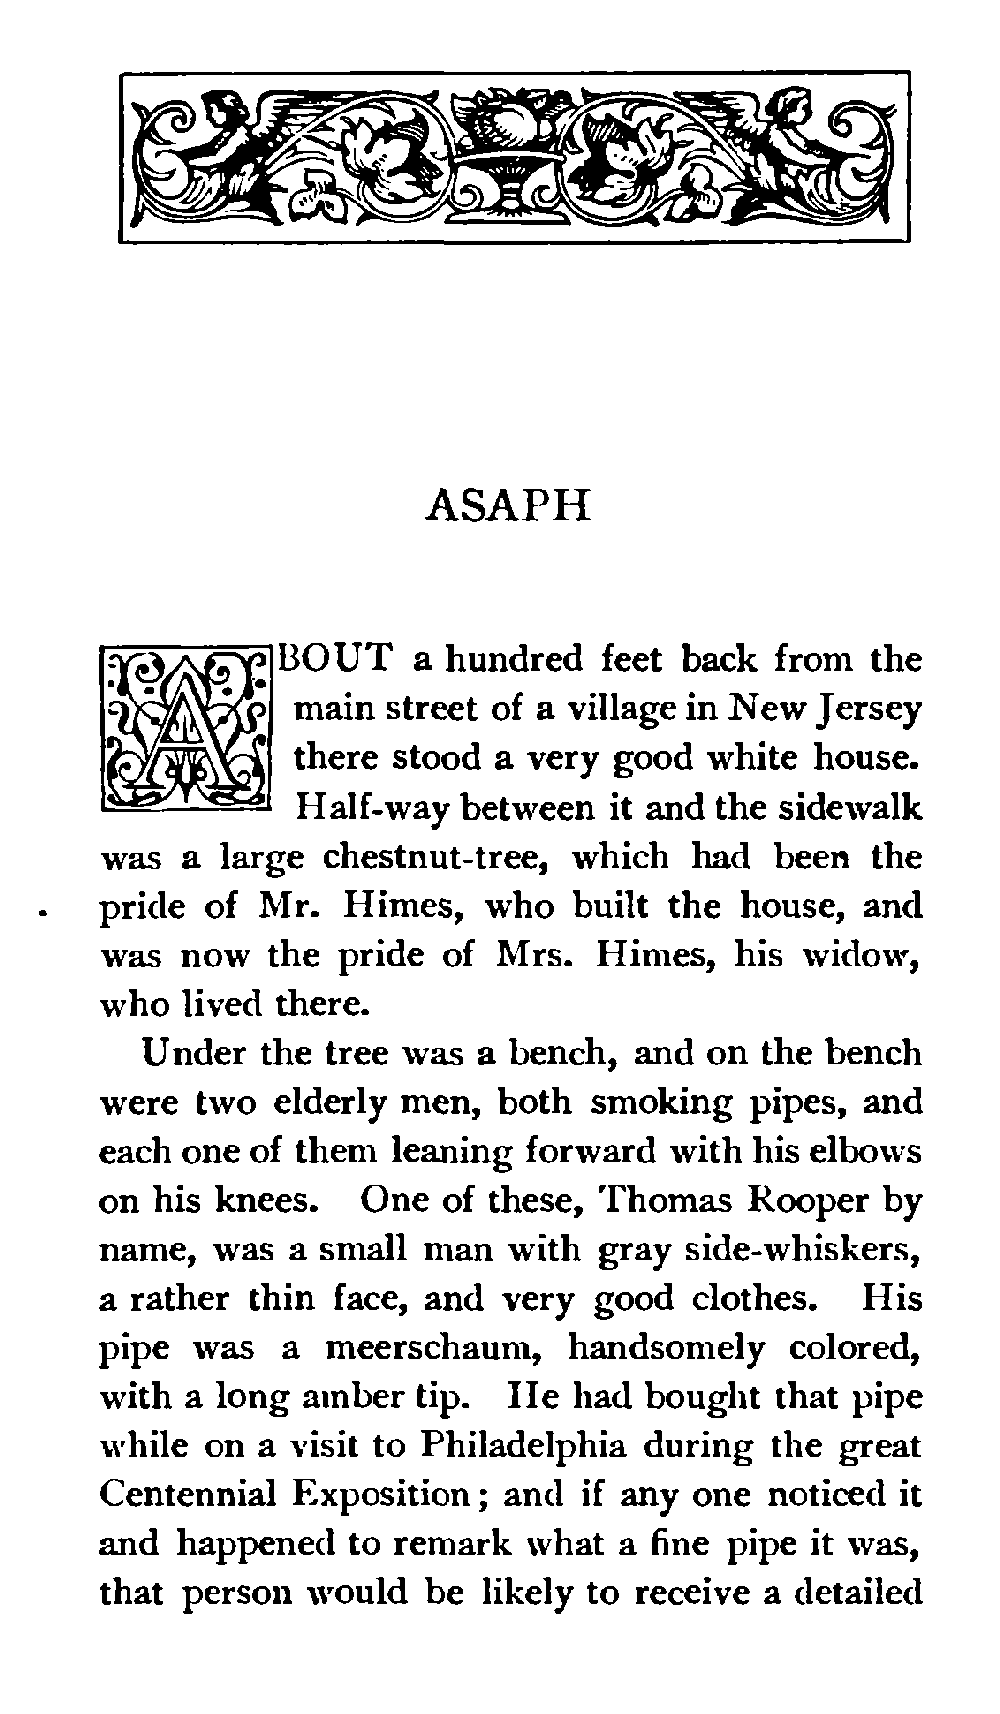 ASAPH
ABOUT a hundred feet back from the
main street of a village in New Jersey
there stood a very good white house.
Half-way between it and the sidewalk
was a large chestnut-tree, which had been the
pride of Mr. Himes, who built the house, and
was now the pride of Mrs. Himes, his widow,
who lived there.
Under the tree was a bench, and on the bench
were two elderly men, both smoking pipes, and
each one of them leaning forward with his elbows
on his knees. One of these, Thomas Rooper by
name, was a small man with gray side-whiskers,
a rather thin face, and very good clothes. His
pipe was a meerschaum, handsomely colored,
with a long amber tip. He had bought that pipe
while on a visit to Philadelphia during the great
Centennial Exposition; and if any one noticed it
and happened to remark what a fine pipe it was,
that person would be likely to receive a detailed